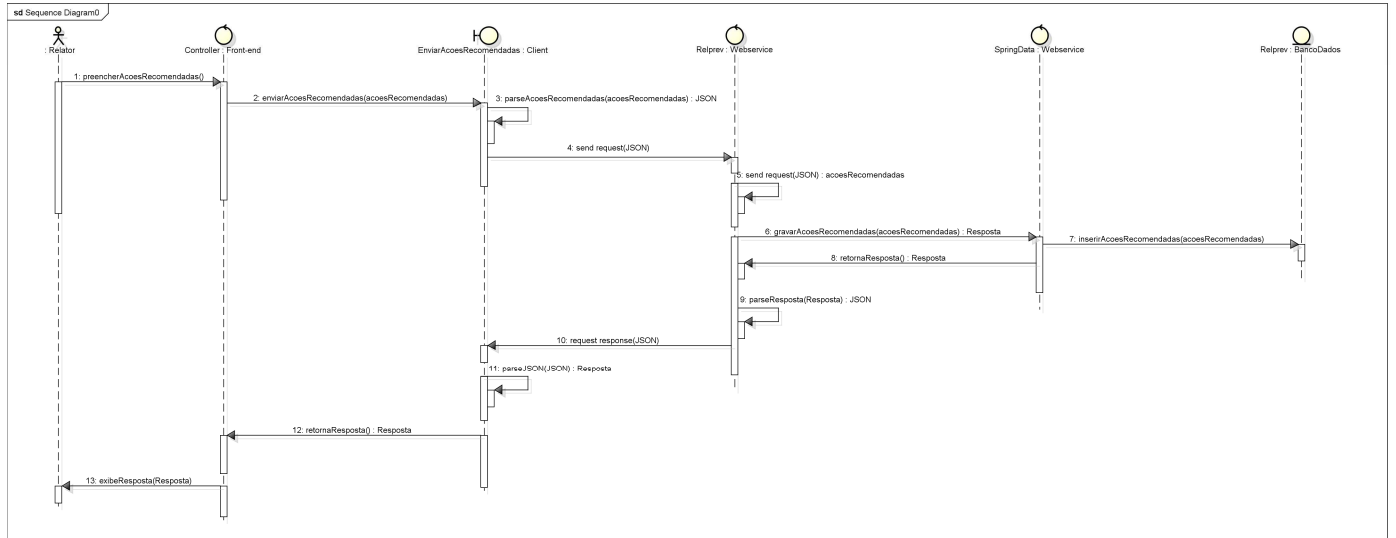 sd Sequence Diagram0
: Relator
Controller : Front-end
EnviarAcoesRecomendadas : Client
Relprev : Webservice
SpringData : Webservice
Relprev : BancoDados
1: preencherAcoesRecomendadas()
2: enviarAcoesRecomendadas(acoesRecomendadas)
3: parseAcoesRecomendadas(acoesRecomendadas) : JSON
4: send request(JSON)
5: send request(JSON) : acoesRecomendadas
6: gravarAcoesRecomendadas(acoesRecomendadas) : Resposta
7: inserirAcoesRecomendadas(acoesRecomendadas)
8: retornaResposta() : Resposta
9: parseResposta(Resposta) : JSON
10: request response(JSON)
11: parseJSON(JSON) : Resposta
12: retornaResposta() : Resposta
13: exibeResposta(Resposta)